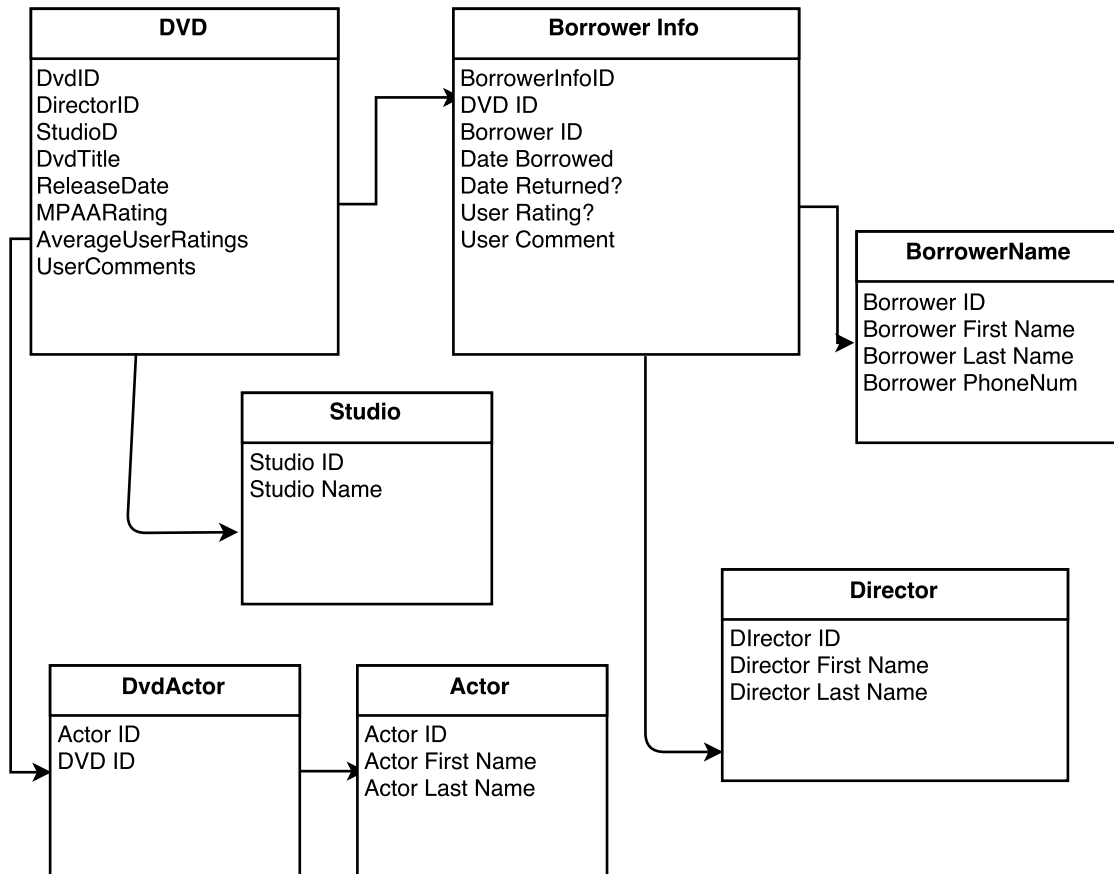 DVD
DvdID
DirectorID
StudioD
DvdTitle
ReleaseDate
MPAARating
AverageUserRatings
UserComments
Borrower Info
BorrowerInfoID
DVD ID
Borrower ID
Date Borrowed
Date Returned?
User Rating?
User Comment
BorrowerName
Borrower ID
Borrower First Name
Borrower Last Name
Borrower PhoneNum
Studio
Studio ID
Studio Name
Director
DIrector ID
Director First Name
Director Last Name
DvdActor
Actor ID
DVD ID
Actor
Actor ID
Actor First Name
Actor Last Name